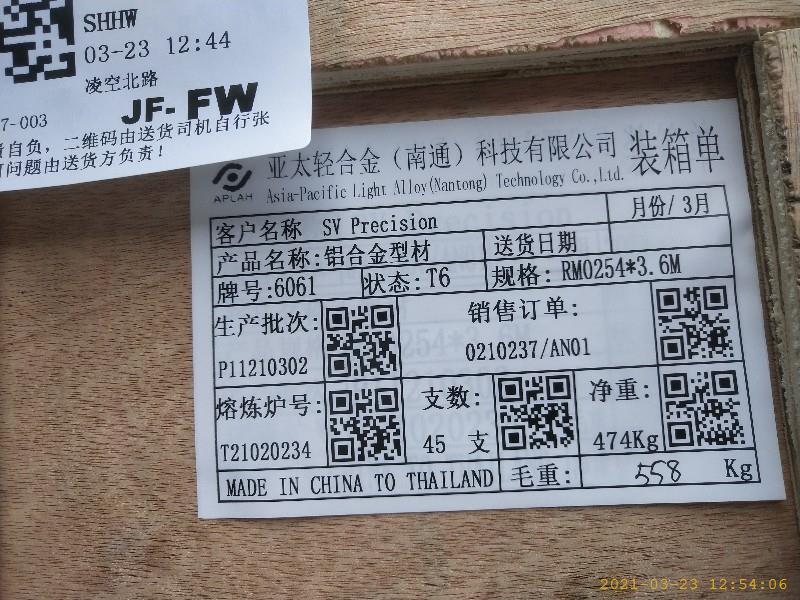 SHHW
03-23 12:44
凌空北路
7-003
JF-FW
责自负，二维码由送货司机自行张
问题由送货方负责！
APLAH
亚太轻合金（南通）科技有限公司 装箱单
Asia-Pacific Light Alloy(Nantong) Technology Co.,Ltd.
客户名称 SV Precision 月份/ 3月
产品名称:铝合金型材 送货日期
牌号:6061 状态: T6 规格: RM0254*3.6M
生产批次: 销售订单:
P11210302 0210237/AN01
熔炼炉号: 支数: 净重:
T21020234 45 支 474Kg
MADE IN CHINA TO THAILAND 毛重: 558 Kg
2021-03-23 12:54:06